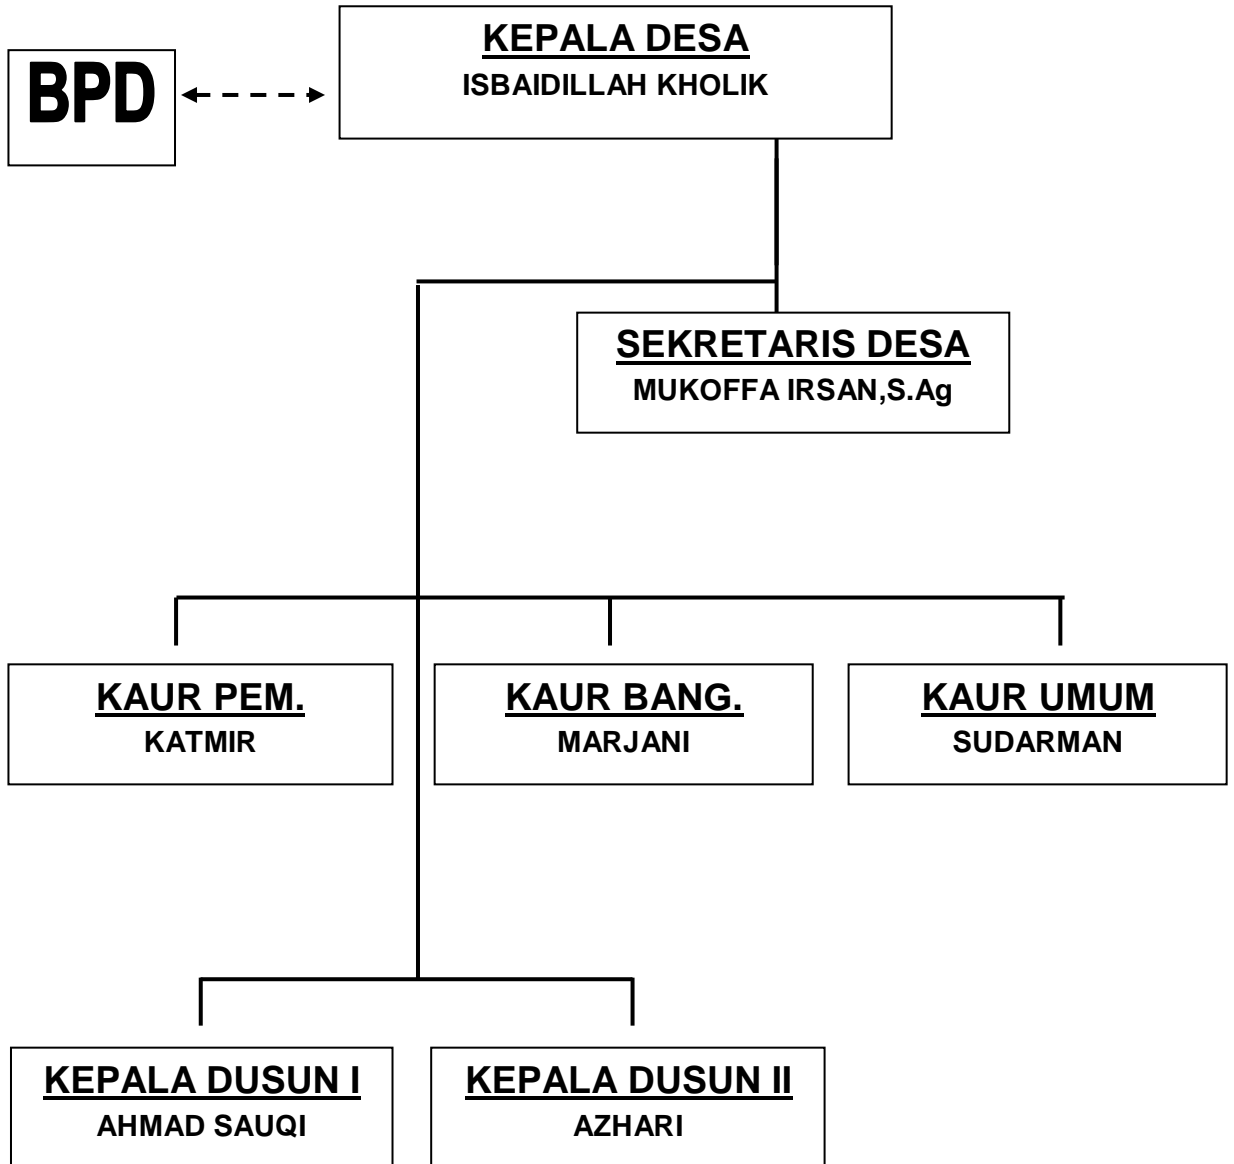 KEPALA DESA
ISBAIDILLAH KHOLIK
BPD
SEKRETARIS DESA
MUKOFFA IRSAN,S.Ag
KAUR PEM.
KATMIR
KAUR BANG.
MARJANI
KAUR UMUM
SUDARMAN
KEPALA DUSUN I
AHMAD SAUQI
KEPALA DUSUN II
AZHARI